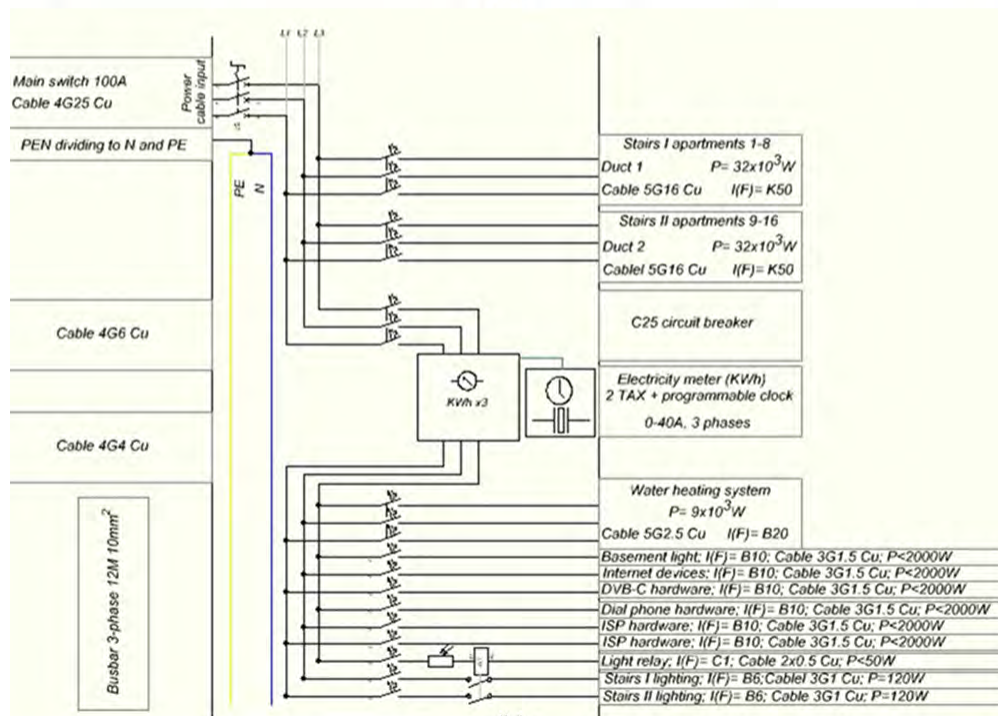 L1 L2 L3
Main switch 100A
Cable 4G25 Cu
Power
cable input
PEN dividing to N and PE
PE
N
Stairs I apartments 1-8
Duct 1 P= 32x10³W
Cable 5G16 Cu I(F)= K50
Stairs II apartments 9-16
Duct 2 P= 32x10³W
Cablel 5G16 Cu I(F)= K50
Cable 4G6 Cu
C25 circuit breaker
KWh x3
Electricity meter (KWh)
2 TAX + programmable clock
0-40A, 3 phases
Cable 4G4 Cu
Busbar 3-phase 12M 10mm²
Water heating system
P= 9x10³W
Cable 5G2.5 Cu I(F)= B20
Basement light; I(F)= B10; Cable 3G1.5 Cu; P<2000W
Internet devices; I(F)= B10; Cable 3G1.5 Cu; P<2000W
DVB-C hardware; I(F)= B10; Cable 3G1.5 Cu; P<2000W
Dial phone hardware; I(F)= B10; Cable 3G1.5 Cu; P<2000W
ISP hardware; I(F)= B10; Cable 3G1.5 Cu; P<2000W
ISP hardware; I(F)= B10; Cable 3G1.5 Cu; P<2000W
Light relay; I(F)= C1; Cable 2x0.5 Cu; P<50W
Stairs I lighting; I(F)= B6;Cablel 3G1 Cu; P=120W
Stairs II lighting; I(F)= B6; Cable 3G1 Cu; P=120W